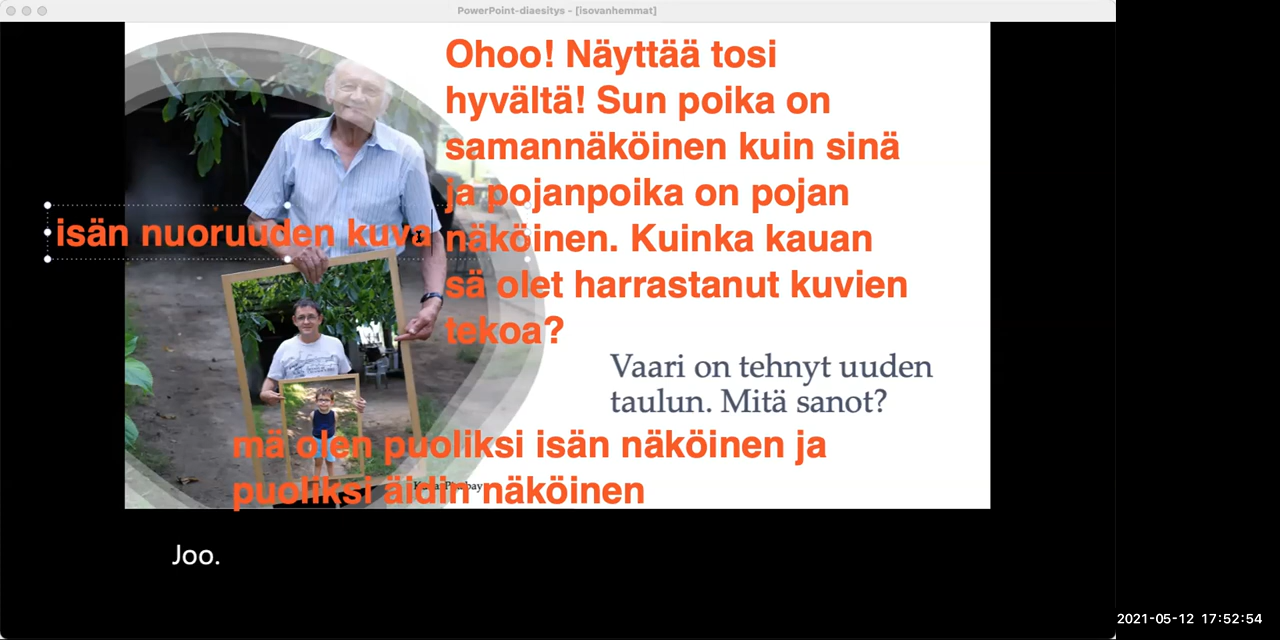 PowerPoint-diaesitys - [isovanhemmat]
Ohoo! Näyttää tosi
hyvältä! Sun poika on
samannäköinen kuin sinä
ja pojanpoika on pojan
näköinen. Kuinka kauan
sä olet harrastanut kuvien
tekoa?
isän nuoruuden kuva
Vaari on tehnyt uuden
taulun. Mitä sanot?
mä olen puoliksi isän näköinen ja
puoliksi äidin näköinen
Joo.
2021-05-12 17:52:54